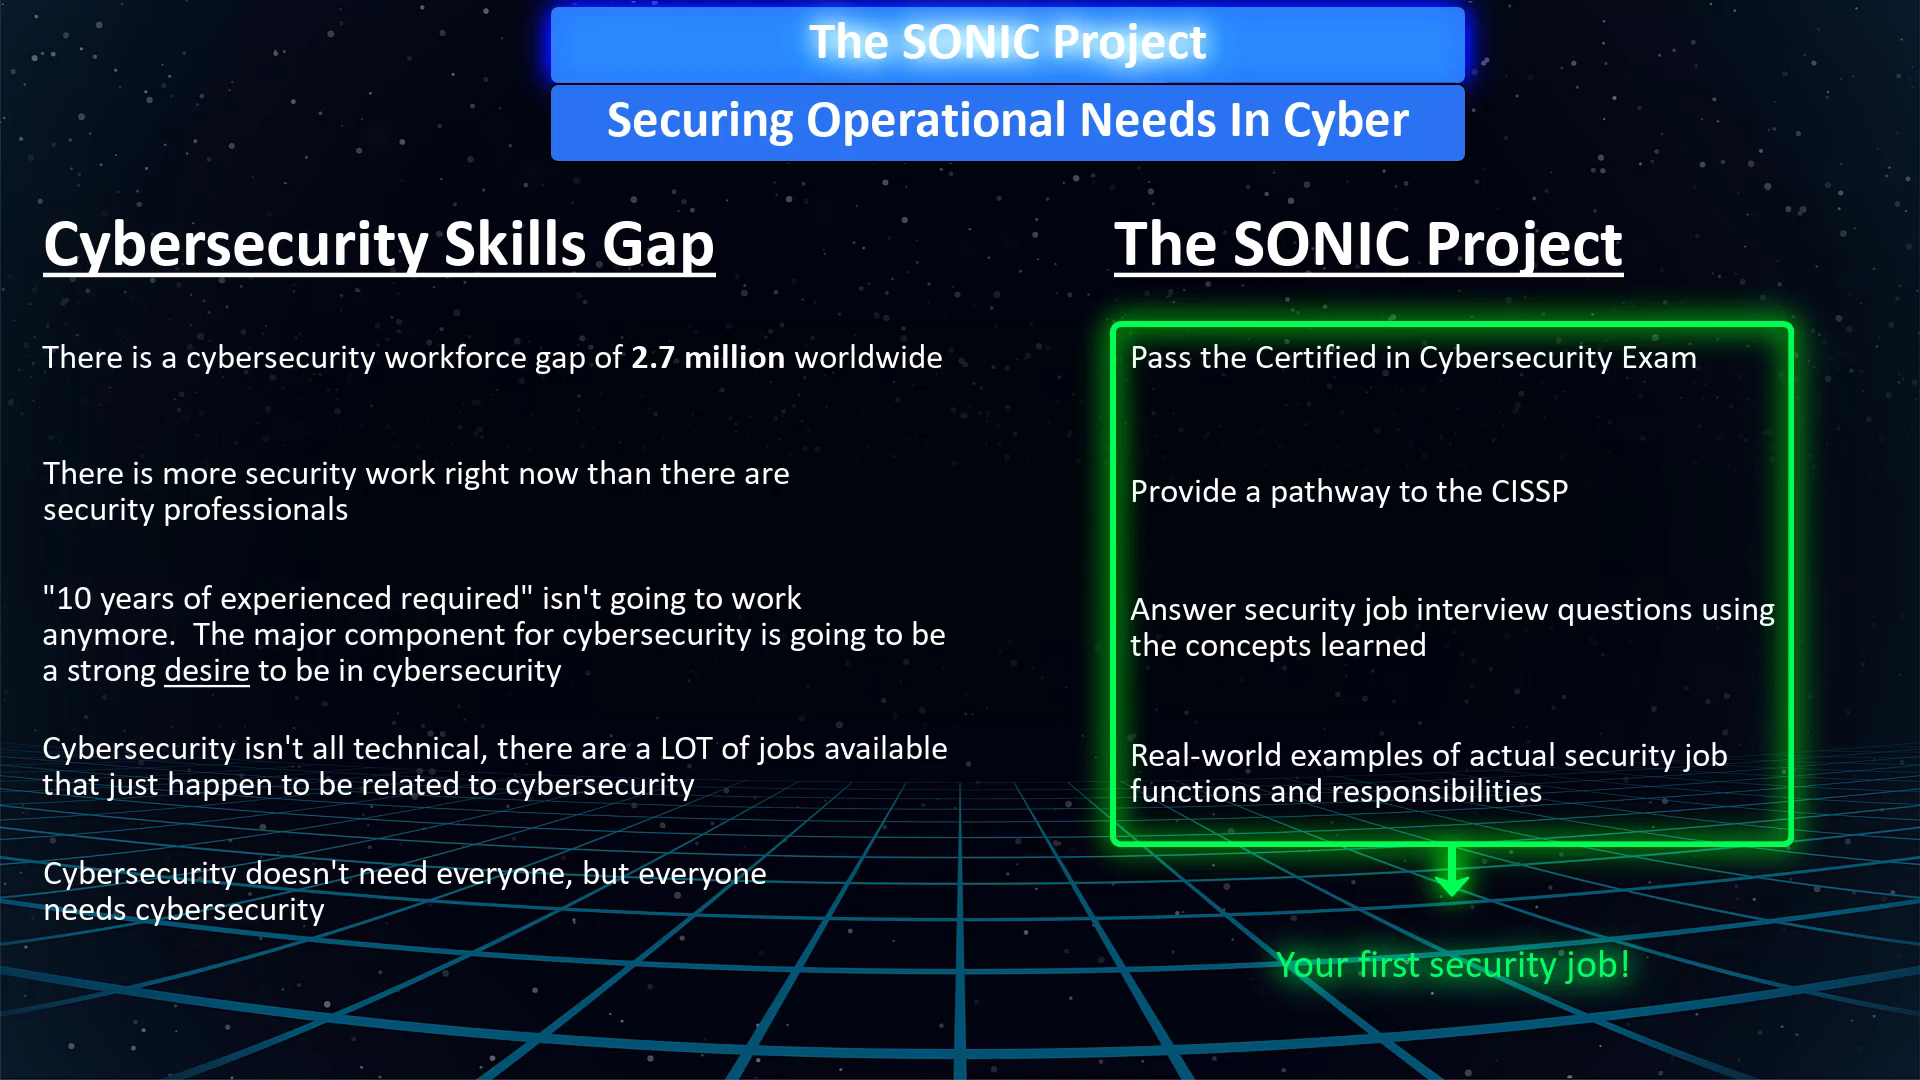 The SONIC Project
Securing Operational Needs In Cyber
Cybersecurity Skills Gap
There is a cybersecurity workforce gap of 2.7 million worldwide
There is more security work right now than there are
security professionals
"10 years of experienced required" isn't going to work
anymore.  The major component for cybersecurity is going to be
a strong desire to be in cybersecurity
Cybersecurity isn't all technical, there are a LOT of jobs available
that just happen to be related to cybersecurity
Cybersecurity doesn't need everyone, but everyone
needs cybersecurity
The SONIC Project
Pass the Certified in Cybersecurity Exam
Provide a pathway to the CISSP
Answer security job interview questions using
the concepts learned
Real-world examples of actual security job
functions and responsibilities
Your first security job!